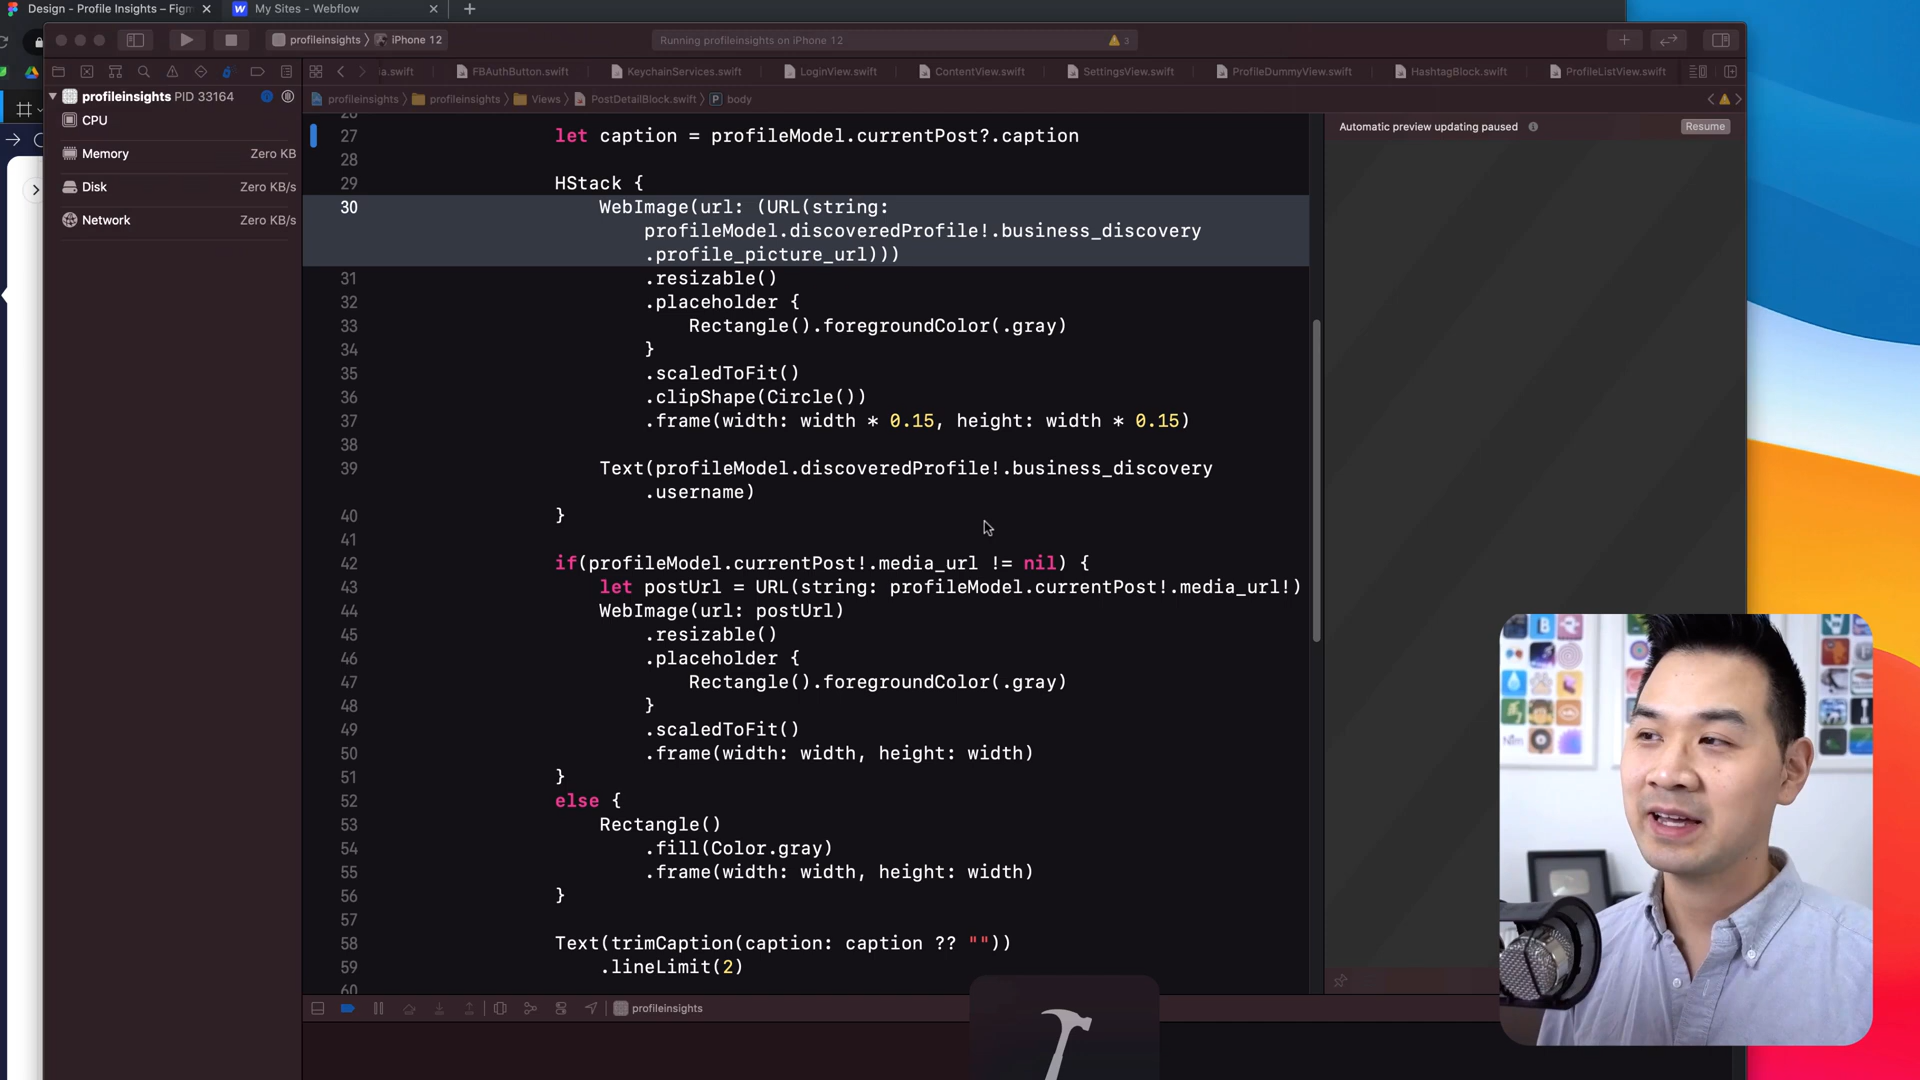 Design - Profile Insights – Figm
My Sites - Webflow
profileinsights
iPhone 12
Running profileinsights on iPhone 12
3
ia.swift
FBAuthButton.swift
KeychainServices.swift
LoginView.swift
ContentView.swift
SettingsView.swift
ProfileDummyView.swift
HashtagBlock.swift
ProfileListView.swift
profileinsights PID 33164
profileinsights
profileinsights
Views
PostDetailBlock.swift
P body
CPU
Memory Zero KB
Disk Zero KB/s
Network Zero KB/s
Automatic preview updating paused
Resume
27 let caption = profileModel.currentPost?.caption
28
29 HStack {
30 WebImage(url: (URL(string:
profileModel.discoveredProfile!.business_discovery
.profile_picture_url)))
31 .resizable()
32 .placeholder {
33 Rectangle().foregroundColor(.gray)
34 }
35 .scaledToFit()
36 .clipShape(Circle())
37 .frame(width: width * 0.15, height: width * 0.15)
38
39 Text(profileModel.discoveredProfile!.business_discovery
.username)
40 }
41
42 if(profileModel.currentPost!.media_url != nil) {
43 let postUrl = URL(string: profileModel.currentPost!.media_url!)
44 WebImage(url: postUrl)
45 .resizable()
46 .placeholder {
47 Rectangle().foregroundColor(.gray)
48 }
49 .scaledToFit()
50 .frame(width: width, height: width)
51 }
52 else {
53 Rectangle()
54 .fill(Color.gray)
55 .frame(width: width, height: width)
56 }
57
58 Text(trimCaption(caption: caption ?? ""))
59 .lineLimit(2)
60
profileinsights